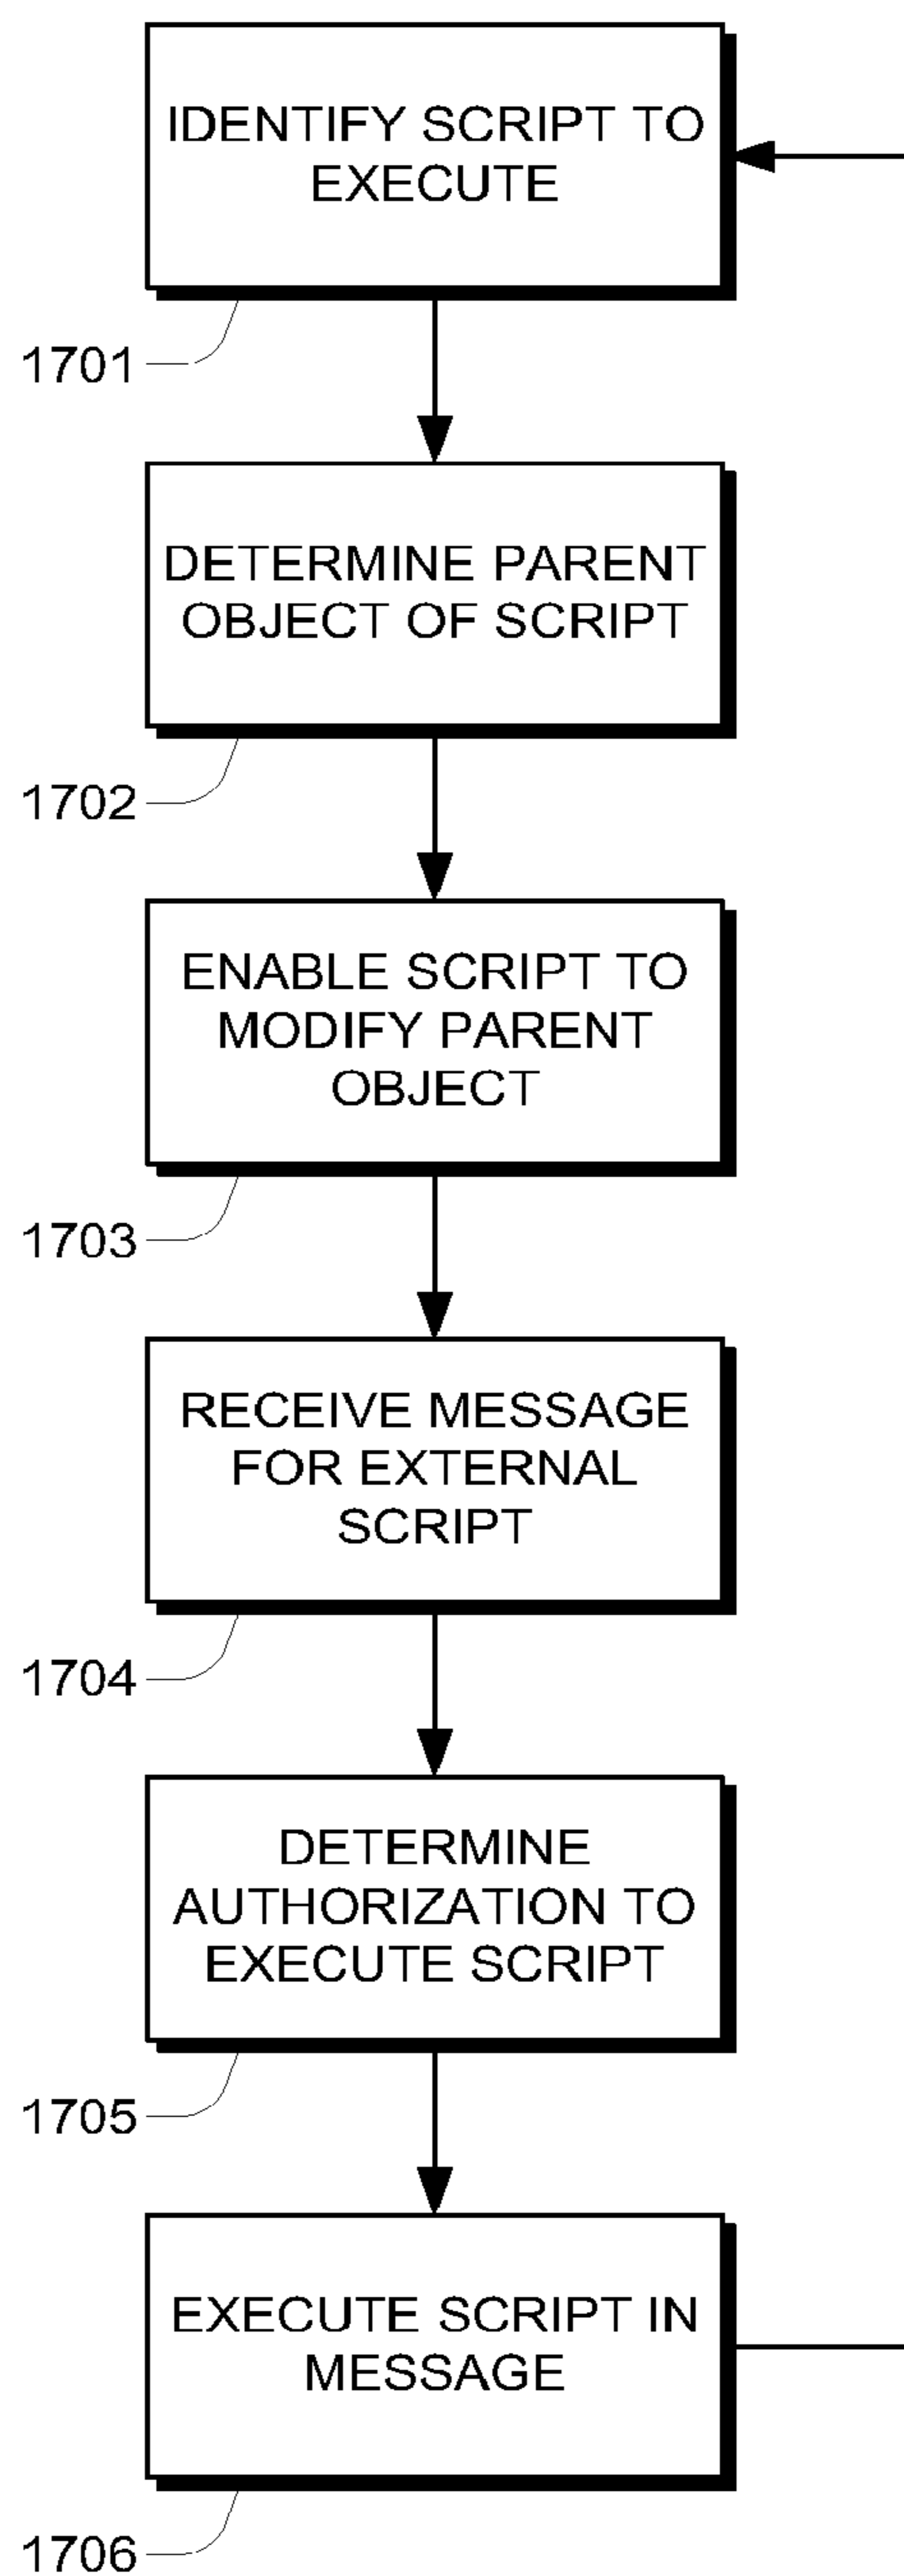 IDENTIFY SCRIPT TO
EXECUTE
1701
DETERMINE PARENT
OBJECT OF SCRIPT
1702
ENABLE SCRIPT TO
MODIFY PARENT
OBJECT
1703
RECEIVE MESSAGE
FOR EXTERNAL
SCRIPT
1704
DETERMINE
AUTHORIZATION TO
EXECUTE SCRIPT
1705
EXECUTE SCRIPT IN
MESSAGE
1706